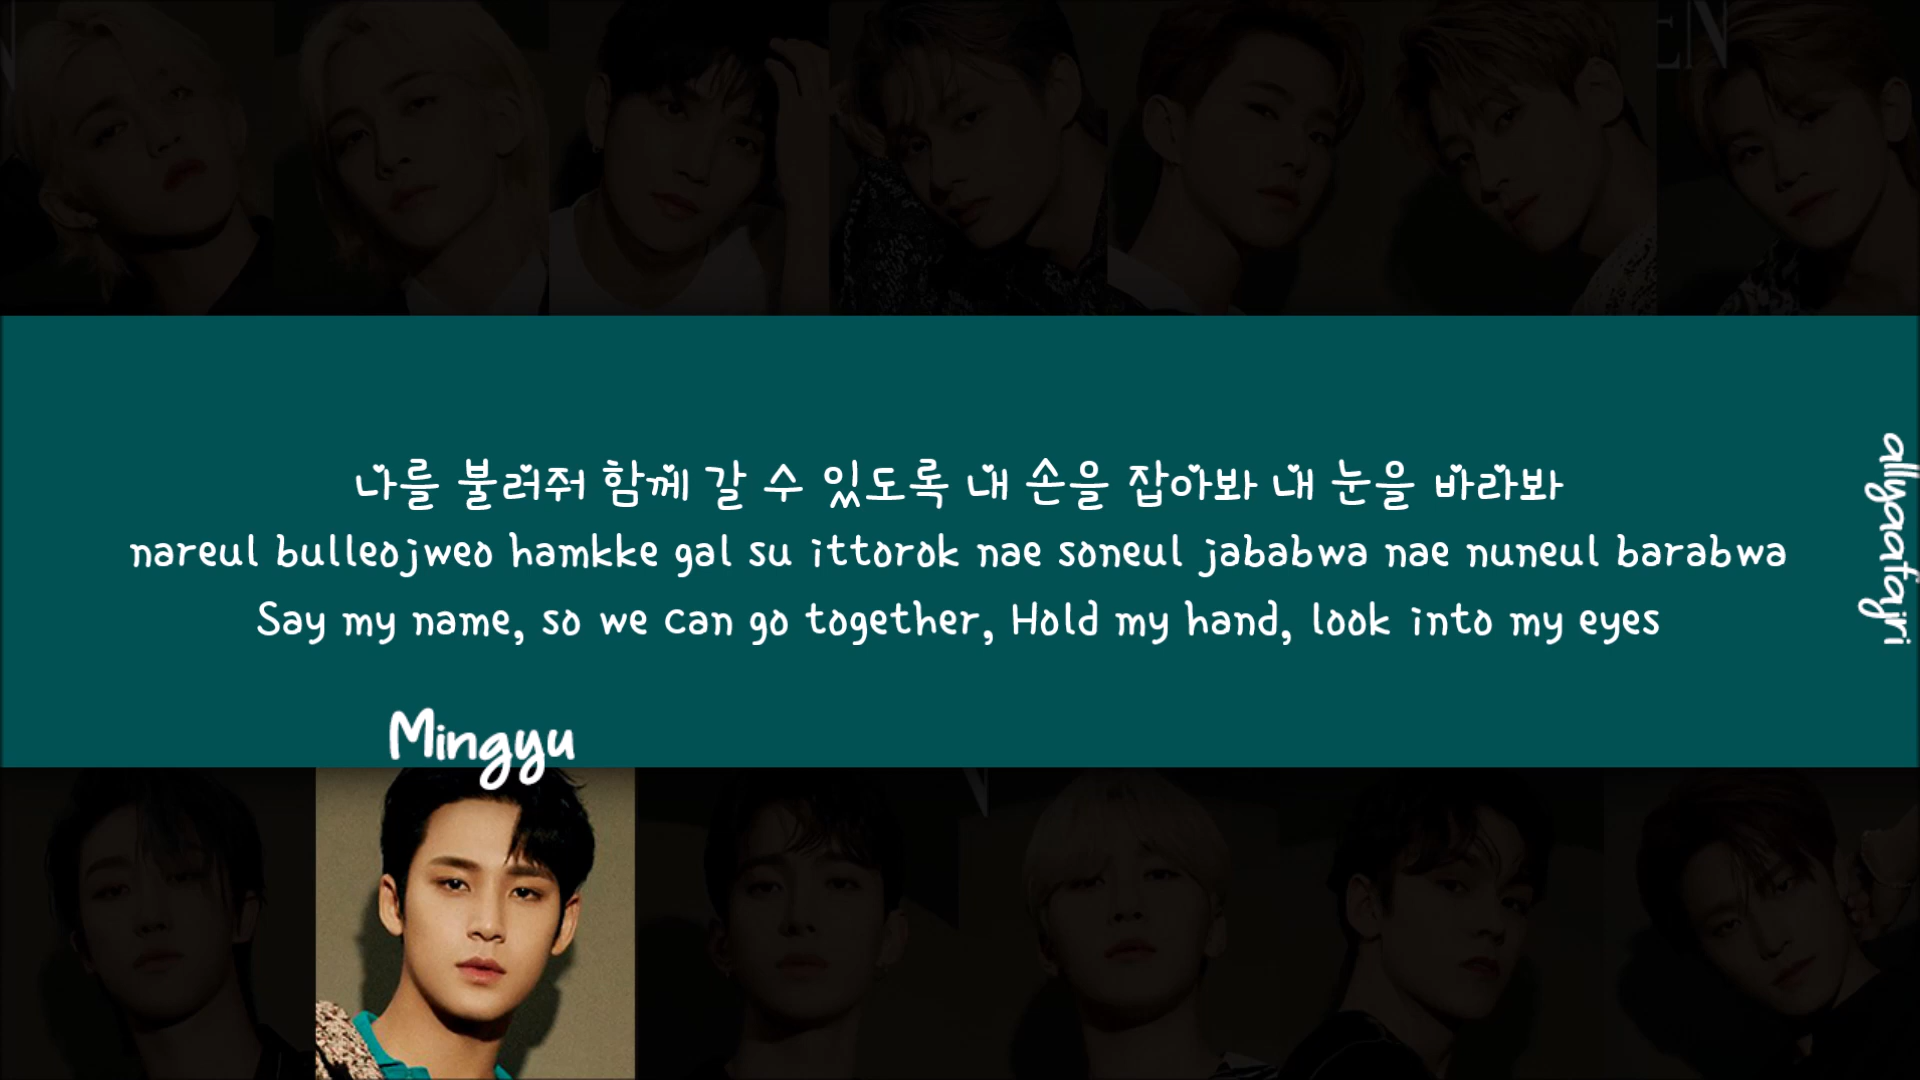 EN
나를 불러줘 함께 갈 수 있도록 내 손을 잡아봐 내 눈을 바라봐
nareul bulleojweo hamkke gal su ittorok nae soneul jababwa nae nuneul barabwa
Say my name, so we can go together, Hold my hand, look into my eyes
allyaafajri
Mingyu